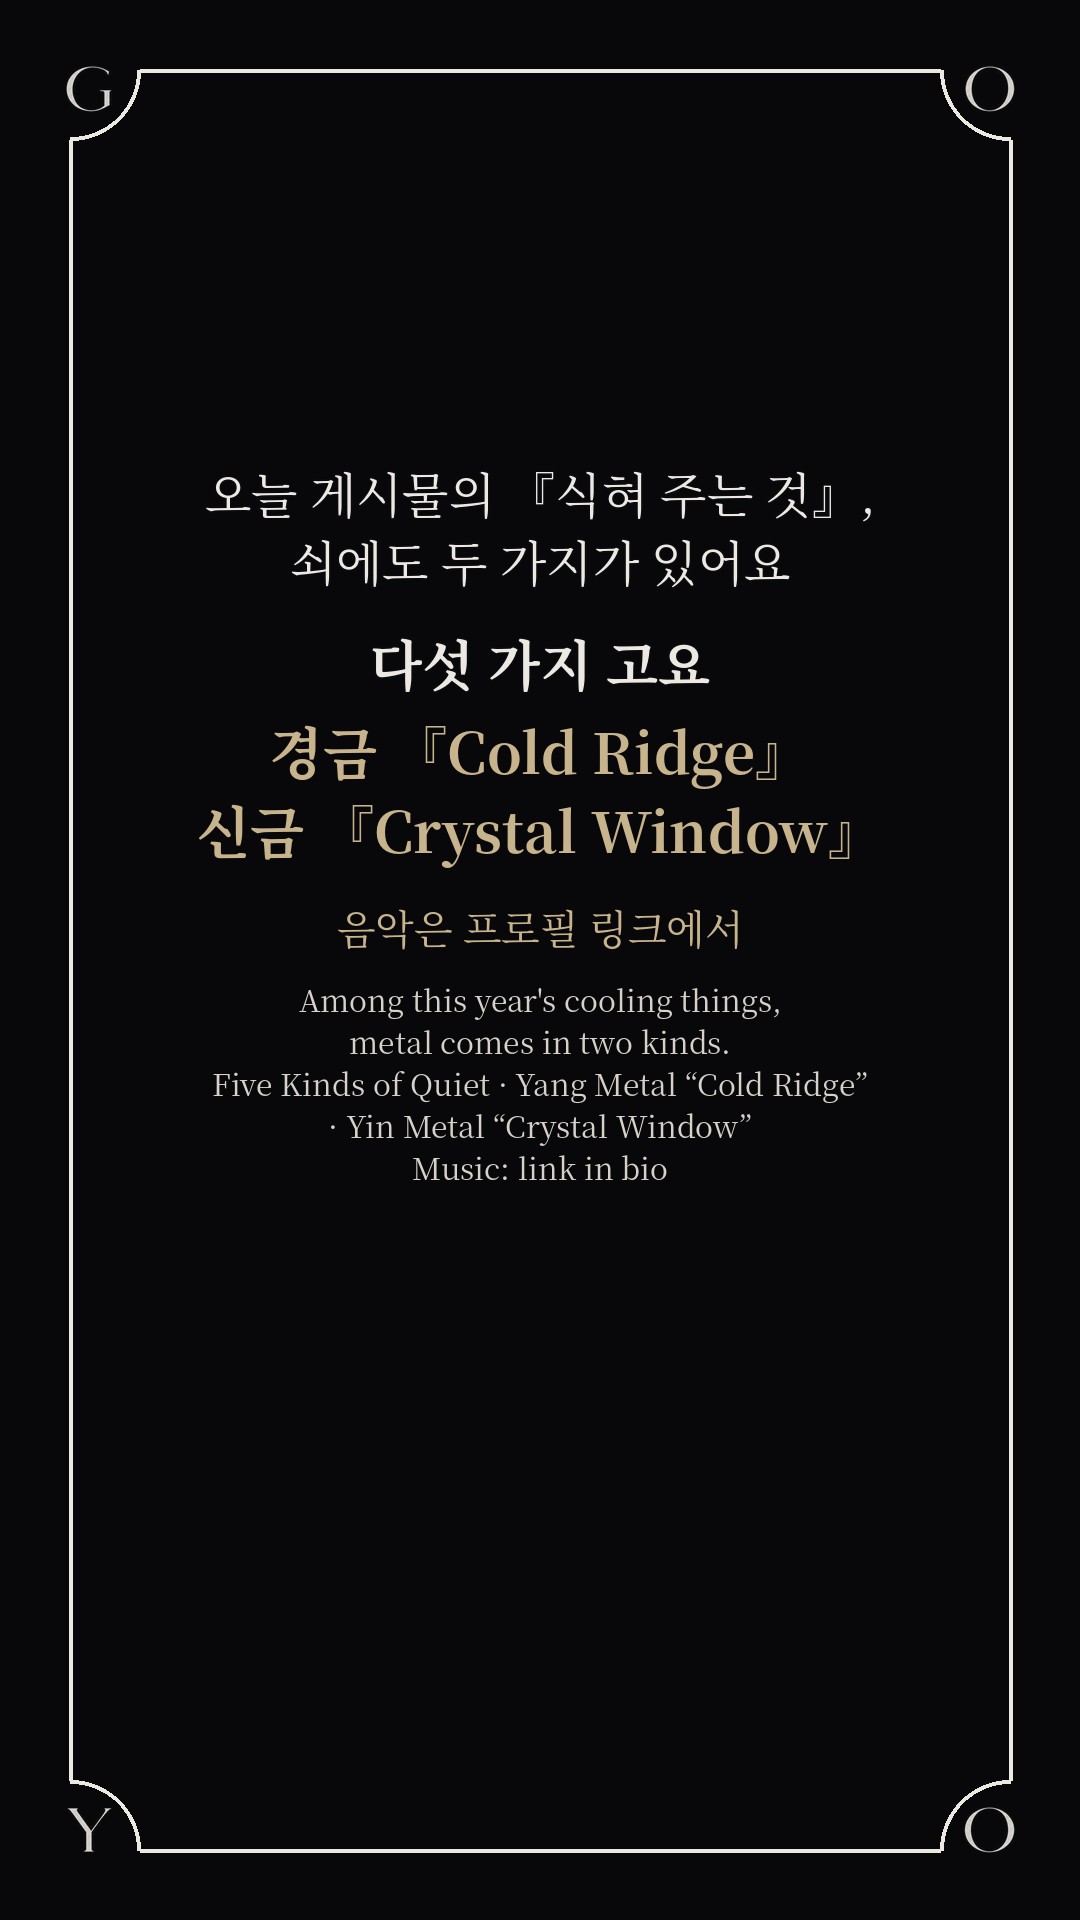 G O
오늘 게시물의 『식혀 주는 것』,
쇠에도 두 가지가 있어요
다섯 가지 고요
경금 『Cold Ridge』
신금 『Crystal Window』
음악은 프로필 링크에서
Among this year's cooling things,
metal comes in two kinds.
Five Kinds of Quiet · Yang Metal “Cold Ridge”
· Yin Metal “Crystal Window”
Music: link in bio
Y O